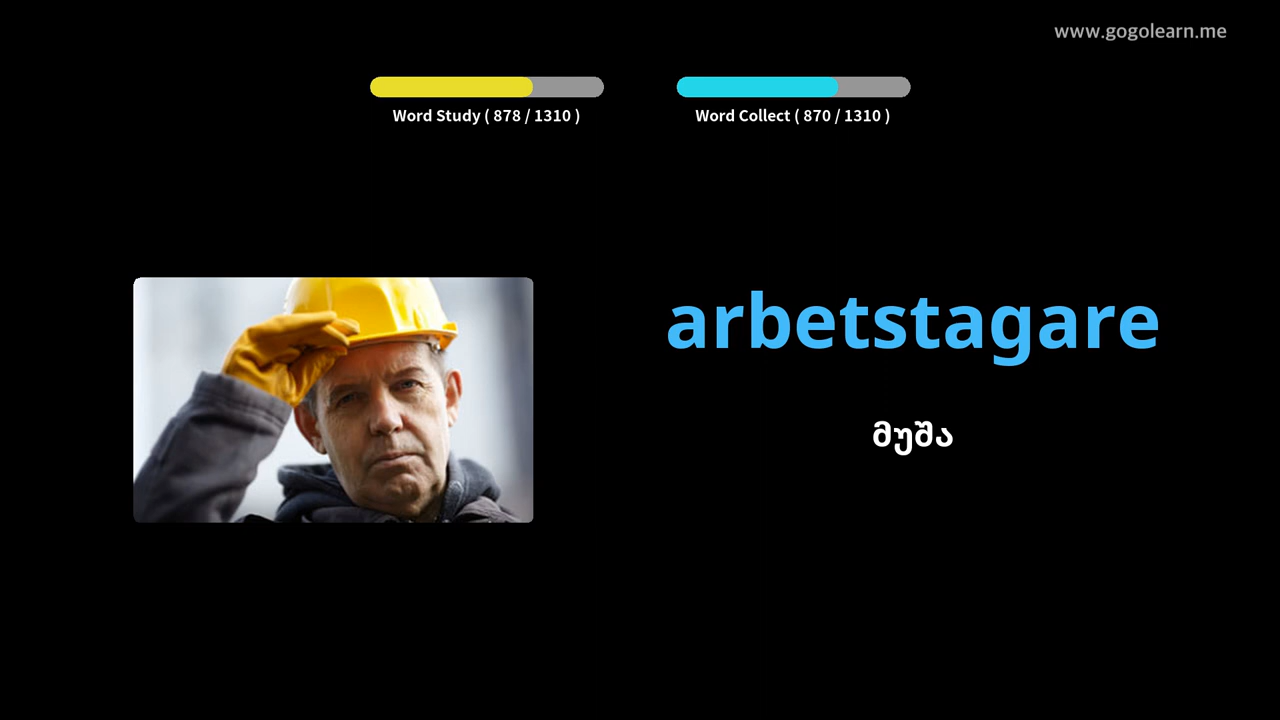 www.gogolearn.me
Word Study ( 878 / 1310 )
Word Collect ( 870 / 1310 )
arbetstagare
მუშა